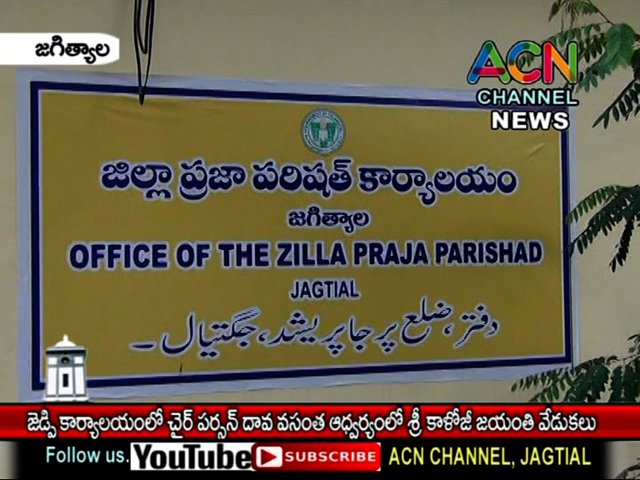 జగిత్యాల
ACN
CHANNEL
NEWS
జిల్లా ప్రజా పరిషత్ కార్యాలయం
జగిత్యాల
OFFICE OF THE ZILLA PRAJA PARISHAD
JAGTIAL
دفتر، ضلع پرجا پریشد، جگتیال ۔
జెడ్పి కార్యాలయంలో చైర్ పర్సన్ దావ వసంత ఆధ్వర్యంలో శ్రీ కాళోజీ జయంతి వేడుకలు
Follow us. YouTube SUBSCRIBE ACN CHANNEL, JAGTIAL